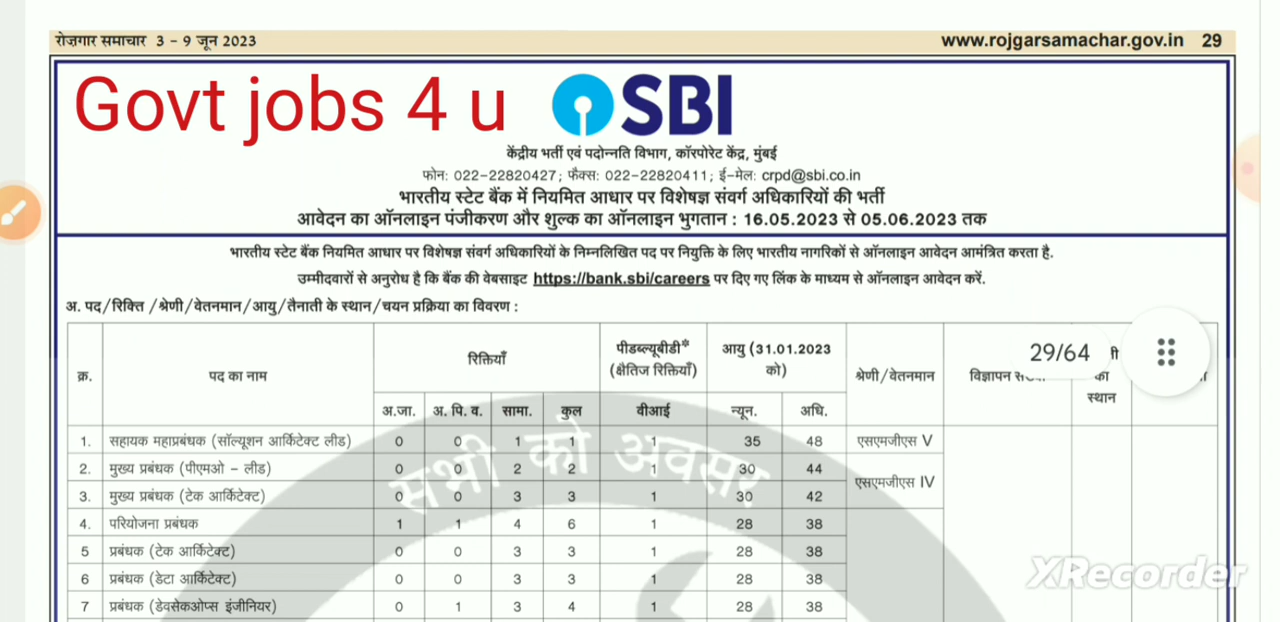 रोज़गार समाचार 3 - 9 जून 2023 www.rojgarsamachar.gov.in 29
Govt jobs 4 u SBI
केंद्रीय भर्ती एवं पदोन्नति विभाग, कॉरपोरेट केंद्र, मुंबई
फोन: 022-22820427; फैक्स: 022-22820411; ई-मेल: crpd@sbi.co.in
भारतीय स्टेट बैंक में नियमित आधार पर विशेषज्ञ संवर्ग अधिकारियों की भर्ती
आवेदन का ऑनलाइन पंजीकरण और शुल्क का ऑनलाइन भुगतान : 16.05.2023 से 05.06.2023 तक
भारतीय स्टेट बैंक नियमित आधार पर विशेषज्ञ संवर्ग अधिकारियों के निम्नलिखित पद पर नियुक्ति के लिए भारतीय नागरिकों से ऑनलाइन आवेदन आमंत्रित करता है.
उम्मीदवारों से अनुरोध है कि बैंक की वेबसाइट https://bank.sbi/careers पर दिए गए लिंक के माध्यम से ऑनलाइन आवेदन करें.
अ. पद/रिक्ति /श्रेणी/वेतनमान/आयु/तैनाती के स्थान/चयन प्रक्रिया का विवरण :
क्र. पद का नाम रिक्तियाँ पीडब्ल्यूबीडी* (क्षैतिज रिक्तियाँ) आयु (31.01.2023 को) श्रेणी/वेतनमान विज्ञापन का स्थान
29/64
अ.जा. अ. पि. व. सामा. कुल वीआई न्यून. अधि.
1. सहायक महाप्रबंधक (सॉल्यूशन आर्किटेक्ट लीड) 0 0 1 1 1 35 48 एसएमजीएस V
2. मुख्य प्रबंधक (पीएमओ - लीड) 0 0 2 2 1 30 44 एसएमजीएस IV
3. मुख्य प्रबंधक (टेक आर्किटेक्ट) 0 0 3 3 1 30 42
4. परियोजना प्रबंधक 1 1 4 6 1 28 38
5 प्रबंधक (टेक आर्किटेक्ट) 0 0 3 3 1 28 38
6 प्रबंधक (डेटा आर्किटेक्ट) 0 0 3 3 1 28 38
7 प्रबंधक (डेवसेकओप्स इंजीनियर) 0 1 3 4 1 28 38
सभी को अवसर
XRecorder